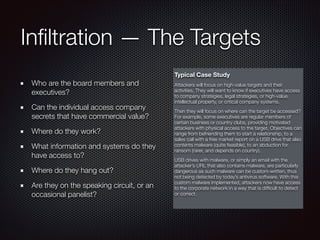 Infiltration — The Targets
Who are the board members and
executives?
Can the individual access company
secrets that have commercial value?
Where do they work?
What information and systems do they
have access to?
Where do they hang out?
Are they on the speaking circuit, or an
occasional panelist?
Typical Case Study
Attackers will focus on high-value targets and their
activities. They will want to know if executives have access
to company strategies, legal strategies, or high-value
intellectual property, or critical company systems.
Then they will focus on where can the target be accessed?
For example, some executives are regular members of
certain business or country clubs, providing motivated
attackers with physical access to the target. Objectives can
range from befriending them to start a relationship, to a
sales call with a free market report on a USB drive that also
contains malware (quite feasible), to an abduction for
ransom (rarer, and depends on country).
USB drives with malware, or simply an email with the
attacker's URL that also contains malware, are particularly
dangerous as such malware can be custom-written, thus
not being detected by today's antivirus software. With this
custom malware implemented, attackers now have access
to the corporate network in a way that is difficult to detect
or correct.